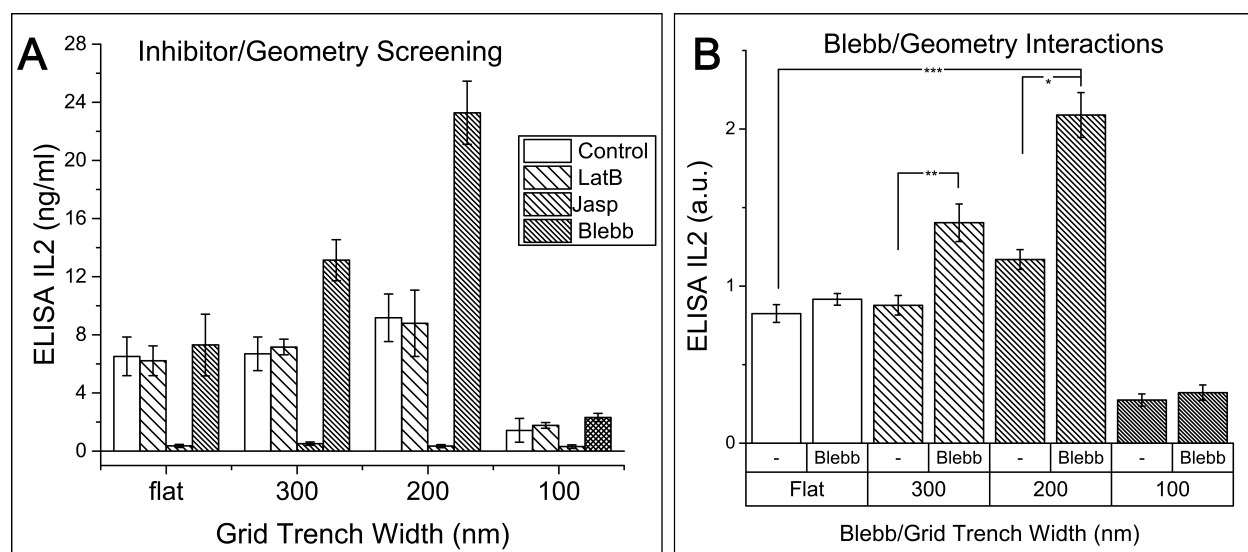 A
Inhibitor/Geometry Screening
ELISA IL2 (ng/ml)
28
24
20
16
12
8
4
0
Control
LatB
Jasp
Blebb
flat 300 200 100
Grid Trench Width (nm)
B
Blebb/Geometry Interactions
ELISA IL2 (a.u.)
2
1
0
***
*
**
- Blebb - Blebb - Blebb - Blebb
Flat 300 200 100
Blebb/Grid Trench Width (nm)